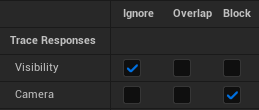 Ignore Overlap Block
Trace Responses
Visibility
Camera